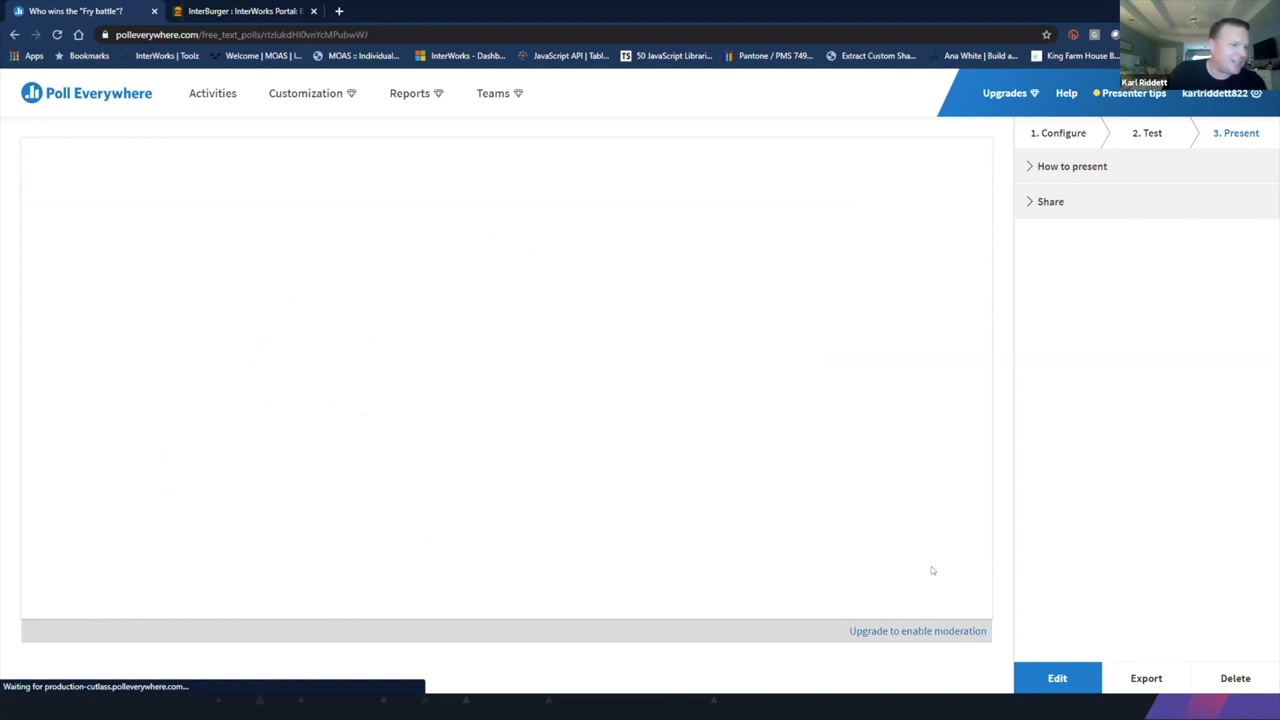 Who wins the "Fry battle"?
InterBurger : InterWorks Portal: E
polleverywhere.com/free_text_polls/
Apps
Bookmarks
InterWorks | Toolz
Welcome | MOAS | I...
MOAS = Individual...
InterWorks - Dashb...
JavaScript API | Tabl...
50 JavaScript Librari...
Pantone / PMS 749...
Extract Custom Sha...
Ana White | Build a...
King Farm House B...
Karl Riddett
Poll Everywhere
Activities
Customization
Reports
Teams
Upgrades
Help
Presenter tips
karlriddett822
1. Configure
2. Test
3. Present
How to present
Share
Upgrade to enable moderation
Waiting for production-cutlass.polleverywhere.com...
Edit
Export
Delete